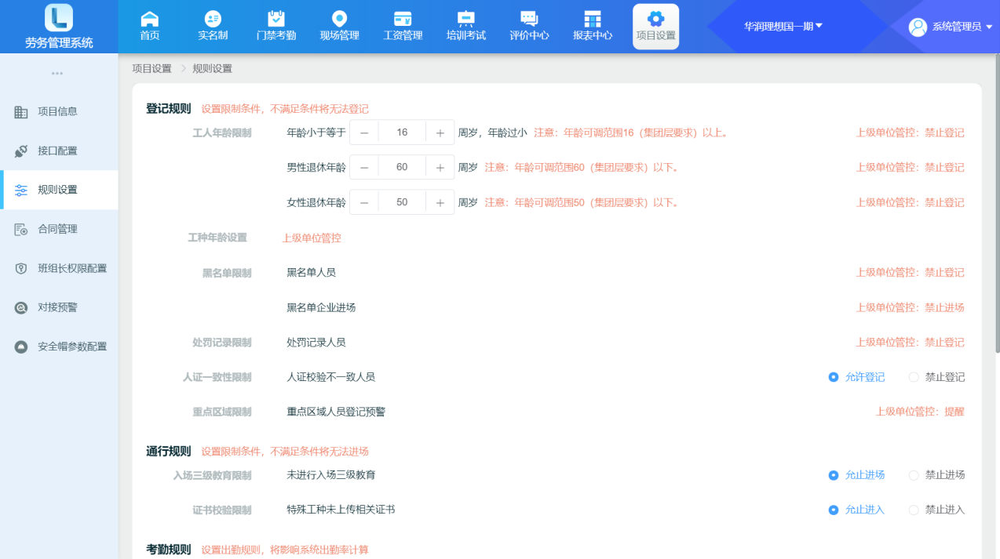 劳务管理系统
首页 实名制 门禁考勤 现场管理 工资管理 培训考试 评价中心 报表中心 项目设置 华润理想国一期 系统管理员
项目设置 规则设置
项目信息
接口配置
规则设置
合同管理
班组长权限配置
对接预警
安全帽参数配置
登记规则 设置限制条件，不满足条件将无法登记
工人年龄限制 年龄小于等于 — 16 + 周岁，年龄过小 注意：年龄可调范围16（集团层要求）以上。 上级单位管控：禁止登记
男性退休年龄 — 60 + 周岁 注意：年龄可调范围60（集团层要求）以下。 上级单位管控：禁止登记
女性退休年龄 — 50 + 周岁 注意：年龄可调范围50（集团层要求）以下。 上级单位管控：禁止登记
工种年龄设置 上级单位管控
黑名单限制 黑名单人员 上级单位管控：禁止登记
黑名单企业进场 上级单位管控：禁止进场
处罚记录限制 处罚记录人员 上级单位管控：禁止登记
人证一致性限制 人证校验不一致人员 允许登记 禁止登记
重点区域限制 重点区域人员登记预警 上级单位管控：提醒
通行规则 设置限制条件，不满足条件将无法进场
入场三级教育限制 未进行入场三级教育 允止进场 禁止进场
证书校验限制 特殊工种未上传相关证书 允止进入 禁止进入
考勤规则 设置出勤规则，将影响系统出勤率计算